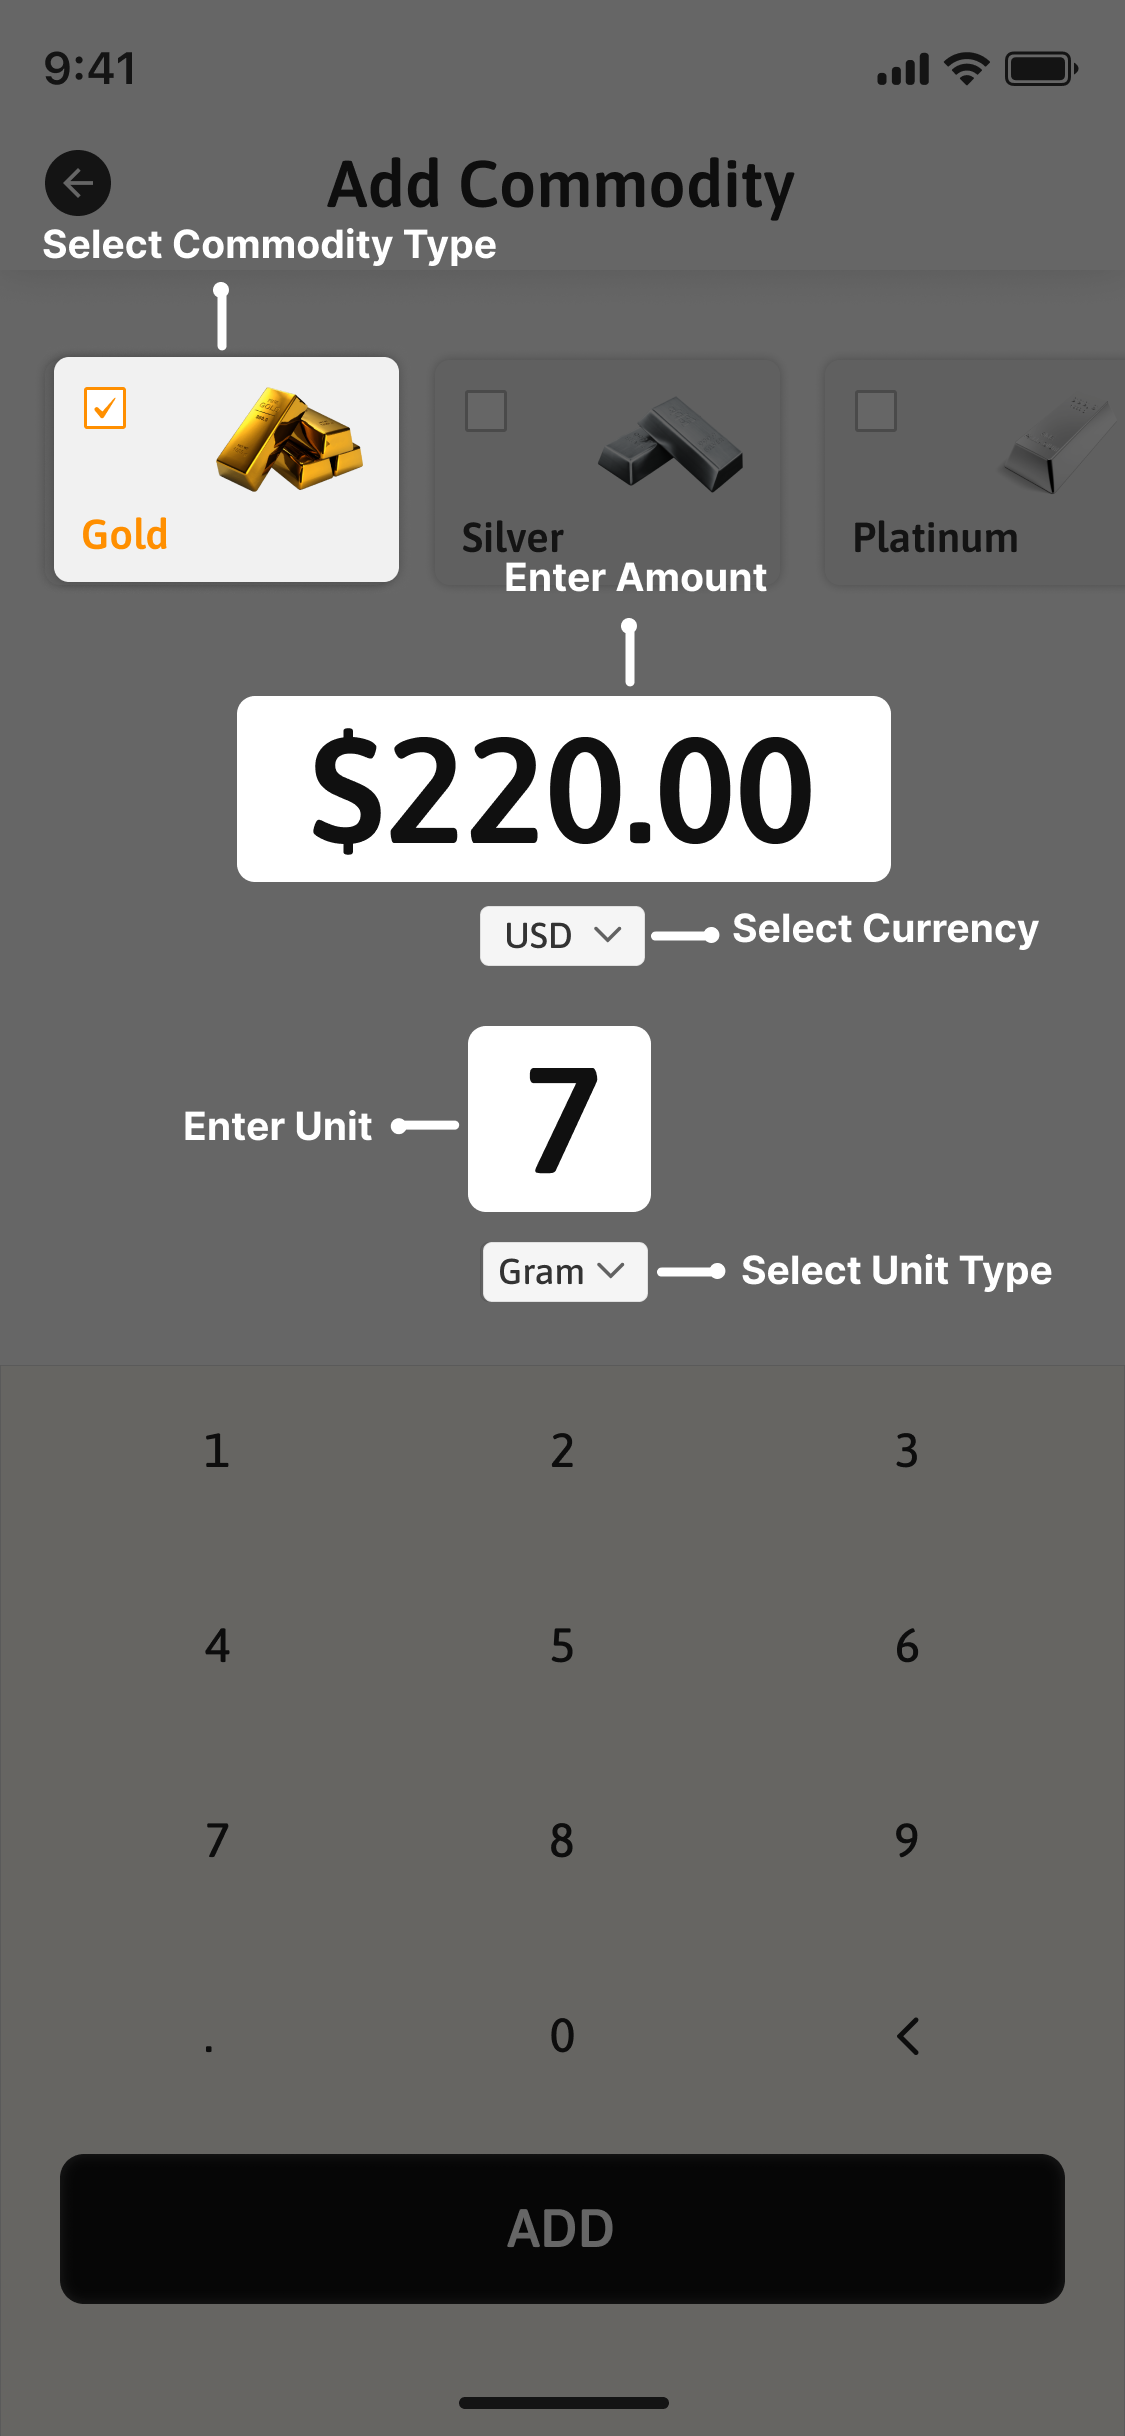 9:41
Add Commodity
Select Commodity Type
Gold
Silver
Platinum
Enter Amount
$220.00
USD
Select Currency
Enter Unit
7
Gram
Select Unit Type
1 2 3
4 5 6
7 8 9
. 0 <
ADD